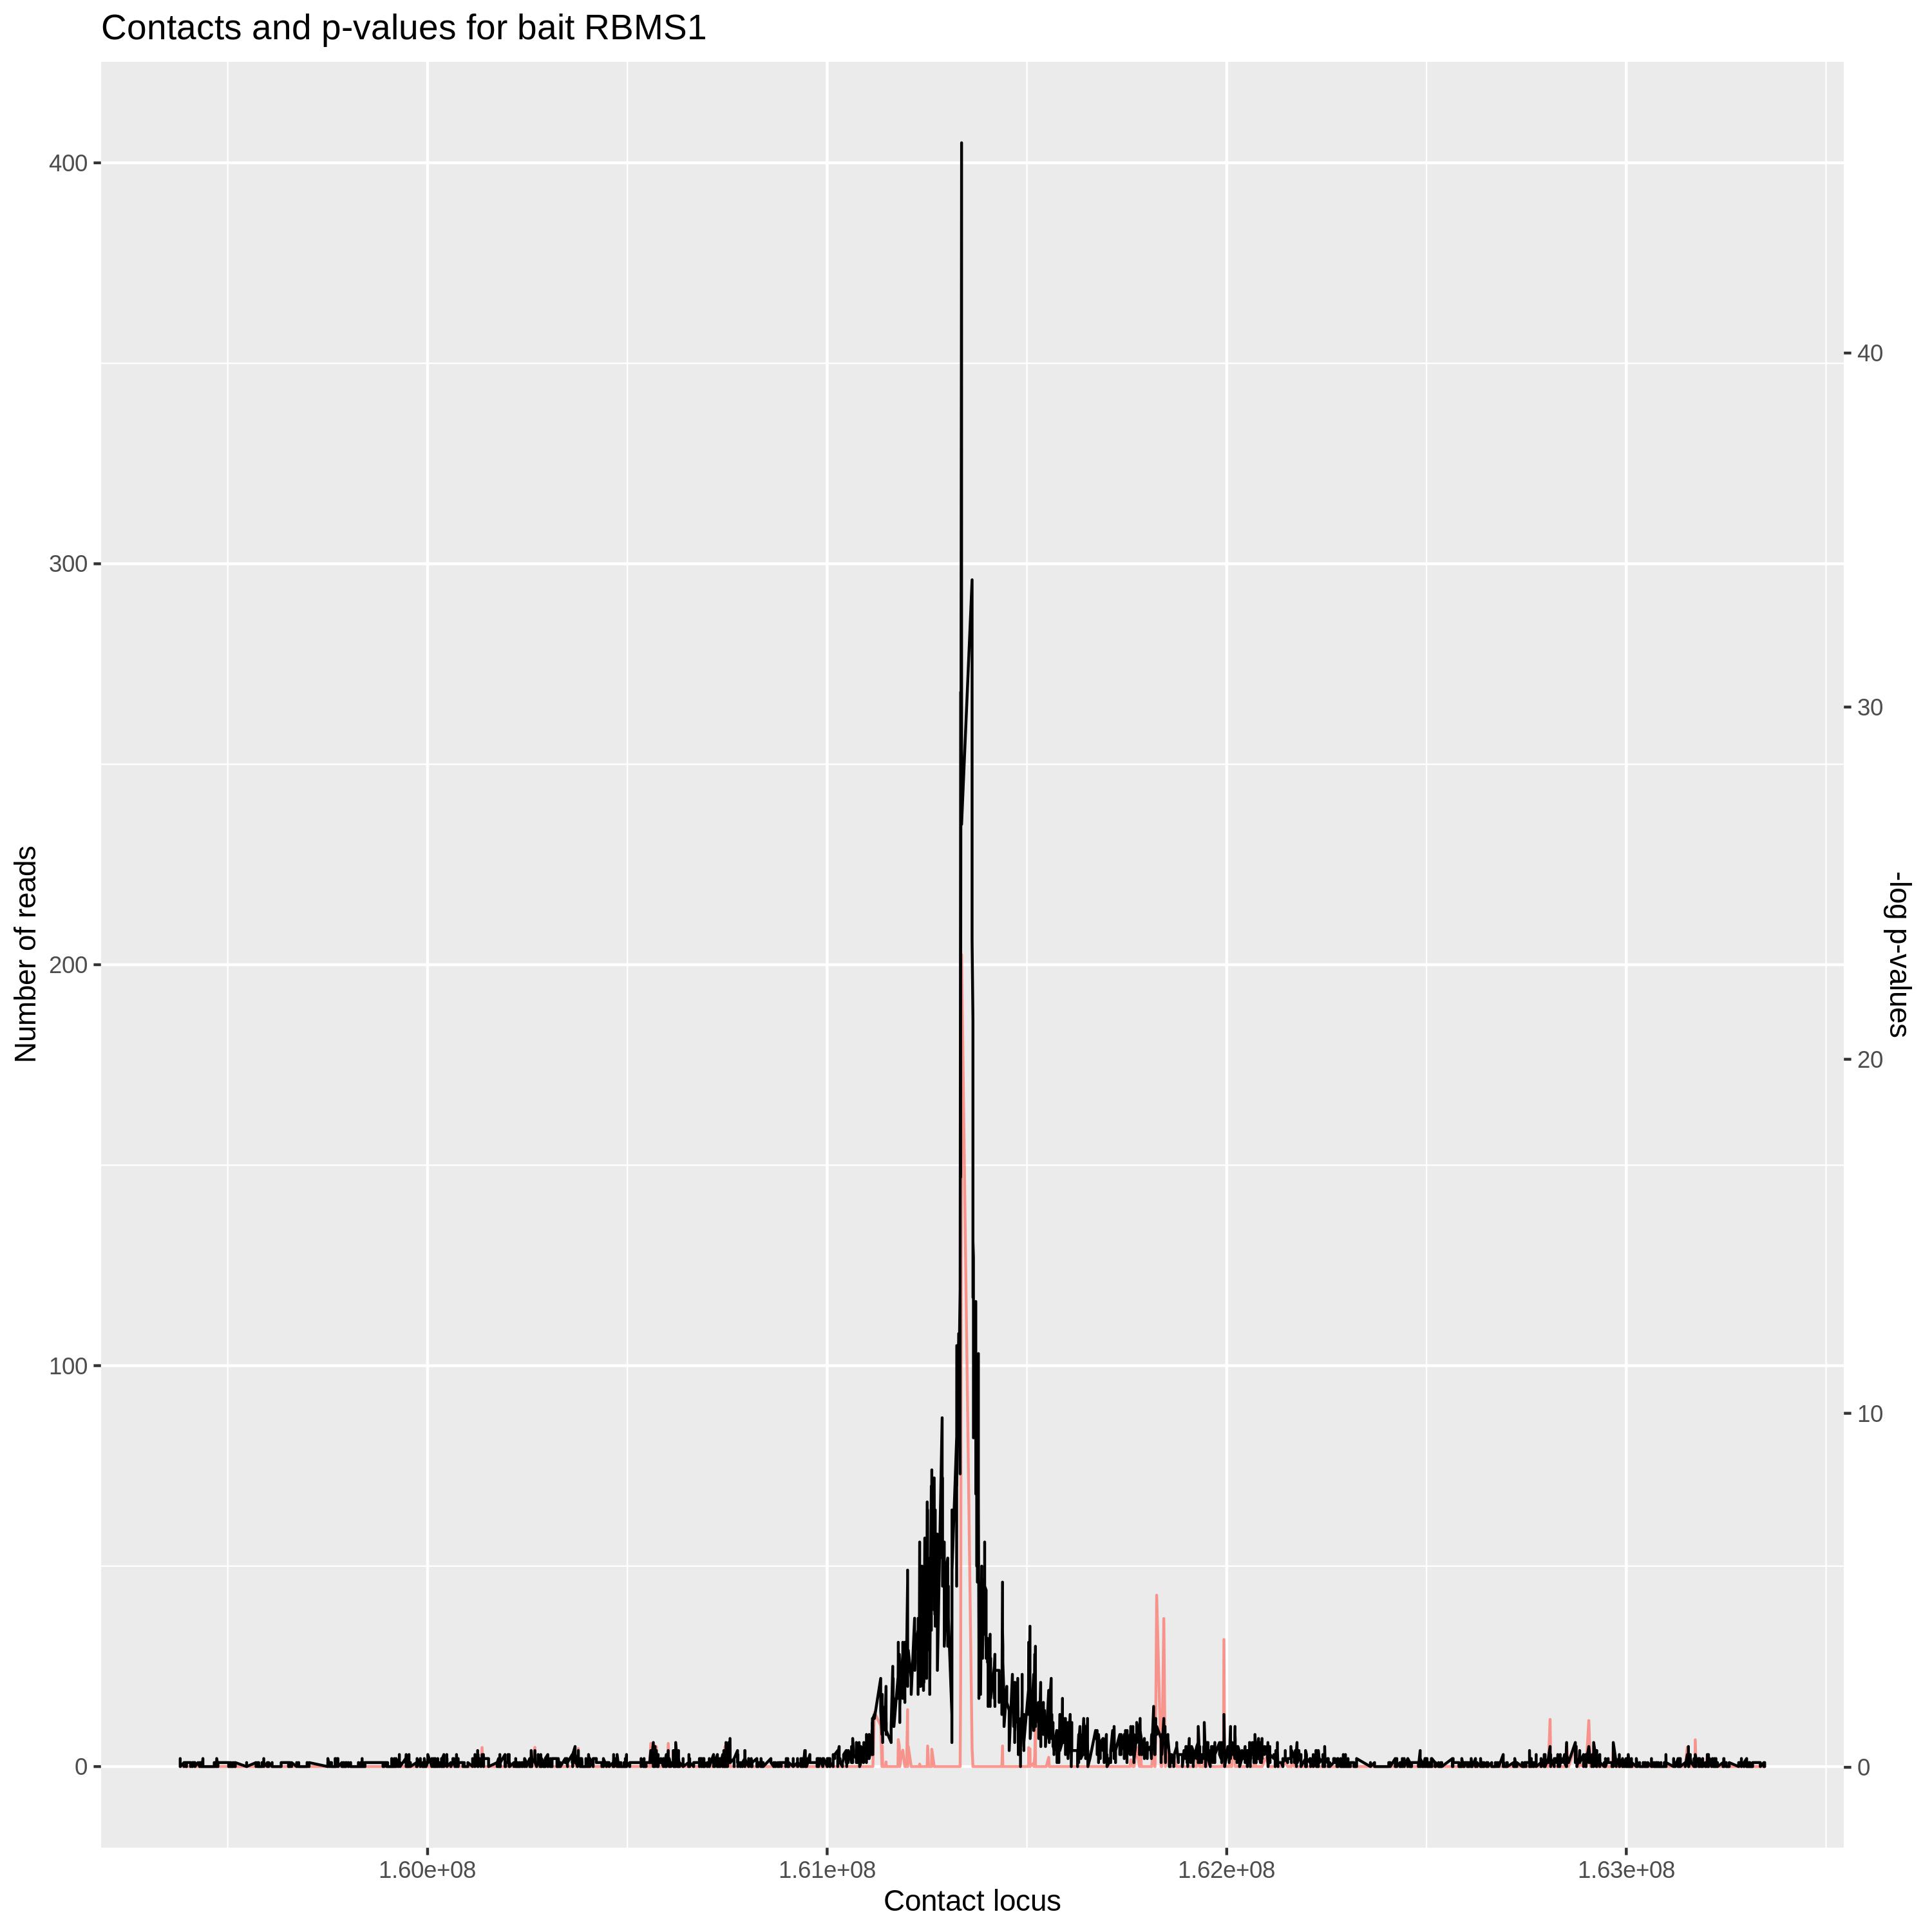 Contacts and p-values for bait RBMS1
400
300
200
100
0
Number of reads
40
30
20
10
0
-log p-values
1.60e+08
1.61e+08
1.62e+08
1.63e+08
Contact locus